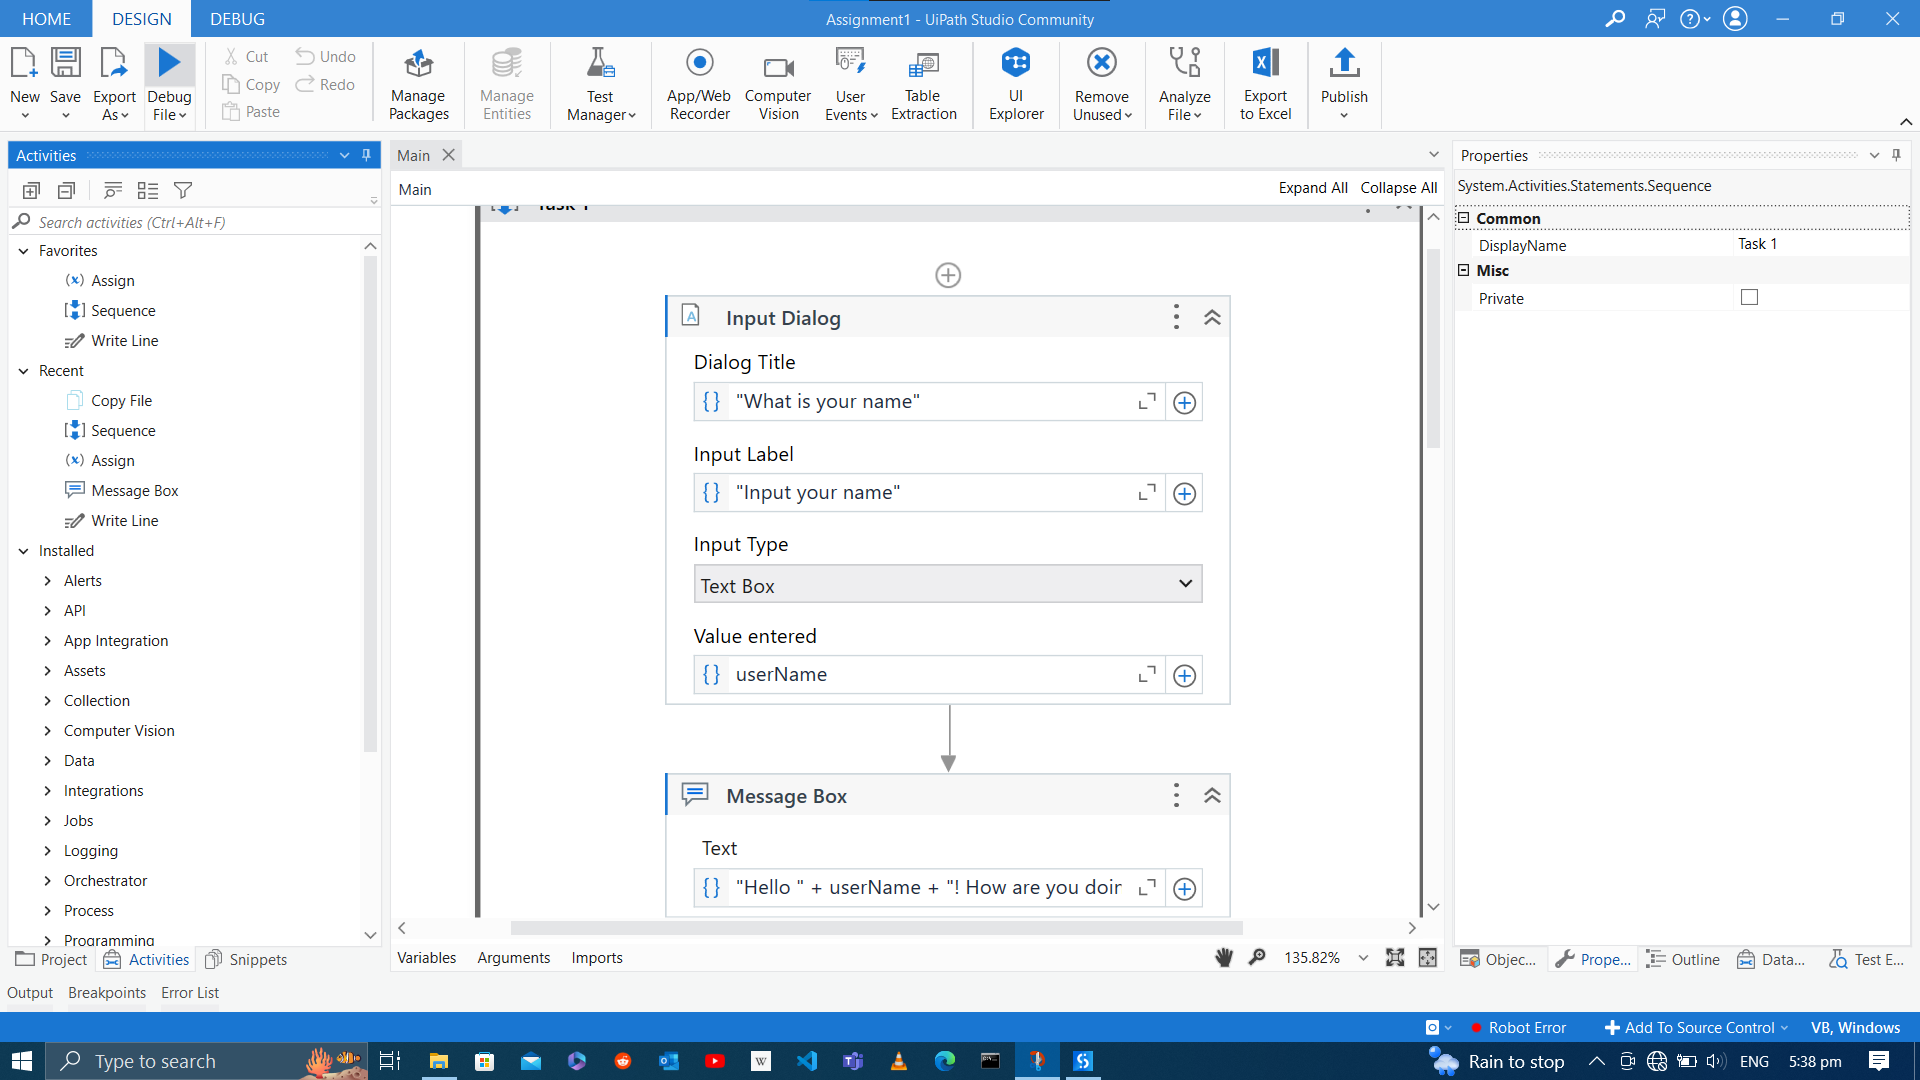 HOME DESIGN DEBUG
Assignment1 - UiPath Studio Community
New Save Export As Debug File
Cut Undo
Copy Redo
Paste
Manage Packages
Manage Entities
Test Manager
App/Web Recorder
Computer Vision
User Events
Table Extraction
UI Explorer
Remove Unused
Analyze File
Export to Excel
Publish
Activities
Search activities (Ctrl+Alt+F)
Favorites
Assign
Sequence
Write Line
Recent
Copy File
Sequence
Assign
Message Box
Write Line
Installed
Alerts
API
App Integration
Assets
Collection
Computer Vision
Data
Integrations
Jobs
Logging
Orchestrator
Process
Programming
Project Activities Snippets
Main
Main Expand All Collapse All
Task 1
Input Dialog
Dialog Title
{} "What is your name"
Input Label
{} "Input your name"
Input Type
Text Box
Value entered
{} userName
Message Box
Text
{} "Hello " + userName + "! How are you doir
Variables Arguments Imports 135.82%
Properties
System.Activities.Statements.Sequence
Common
DisplayName Task 1
Misc
Private
Objec... Prope... Outline Data... Test E...
Output Breakpoints Error List
Robot Error Add To Source Control VB, Windows
Type to search
Rain to stop ENG 5:38 pm